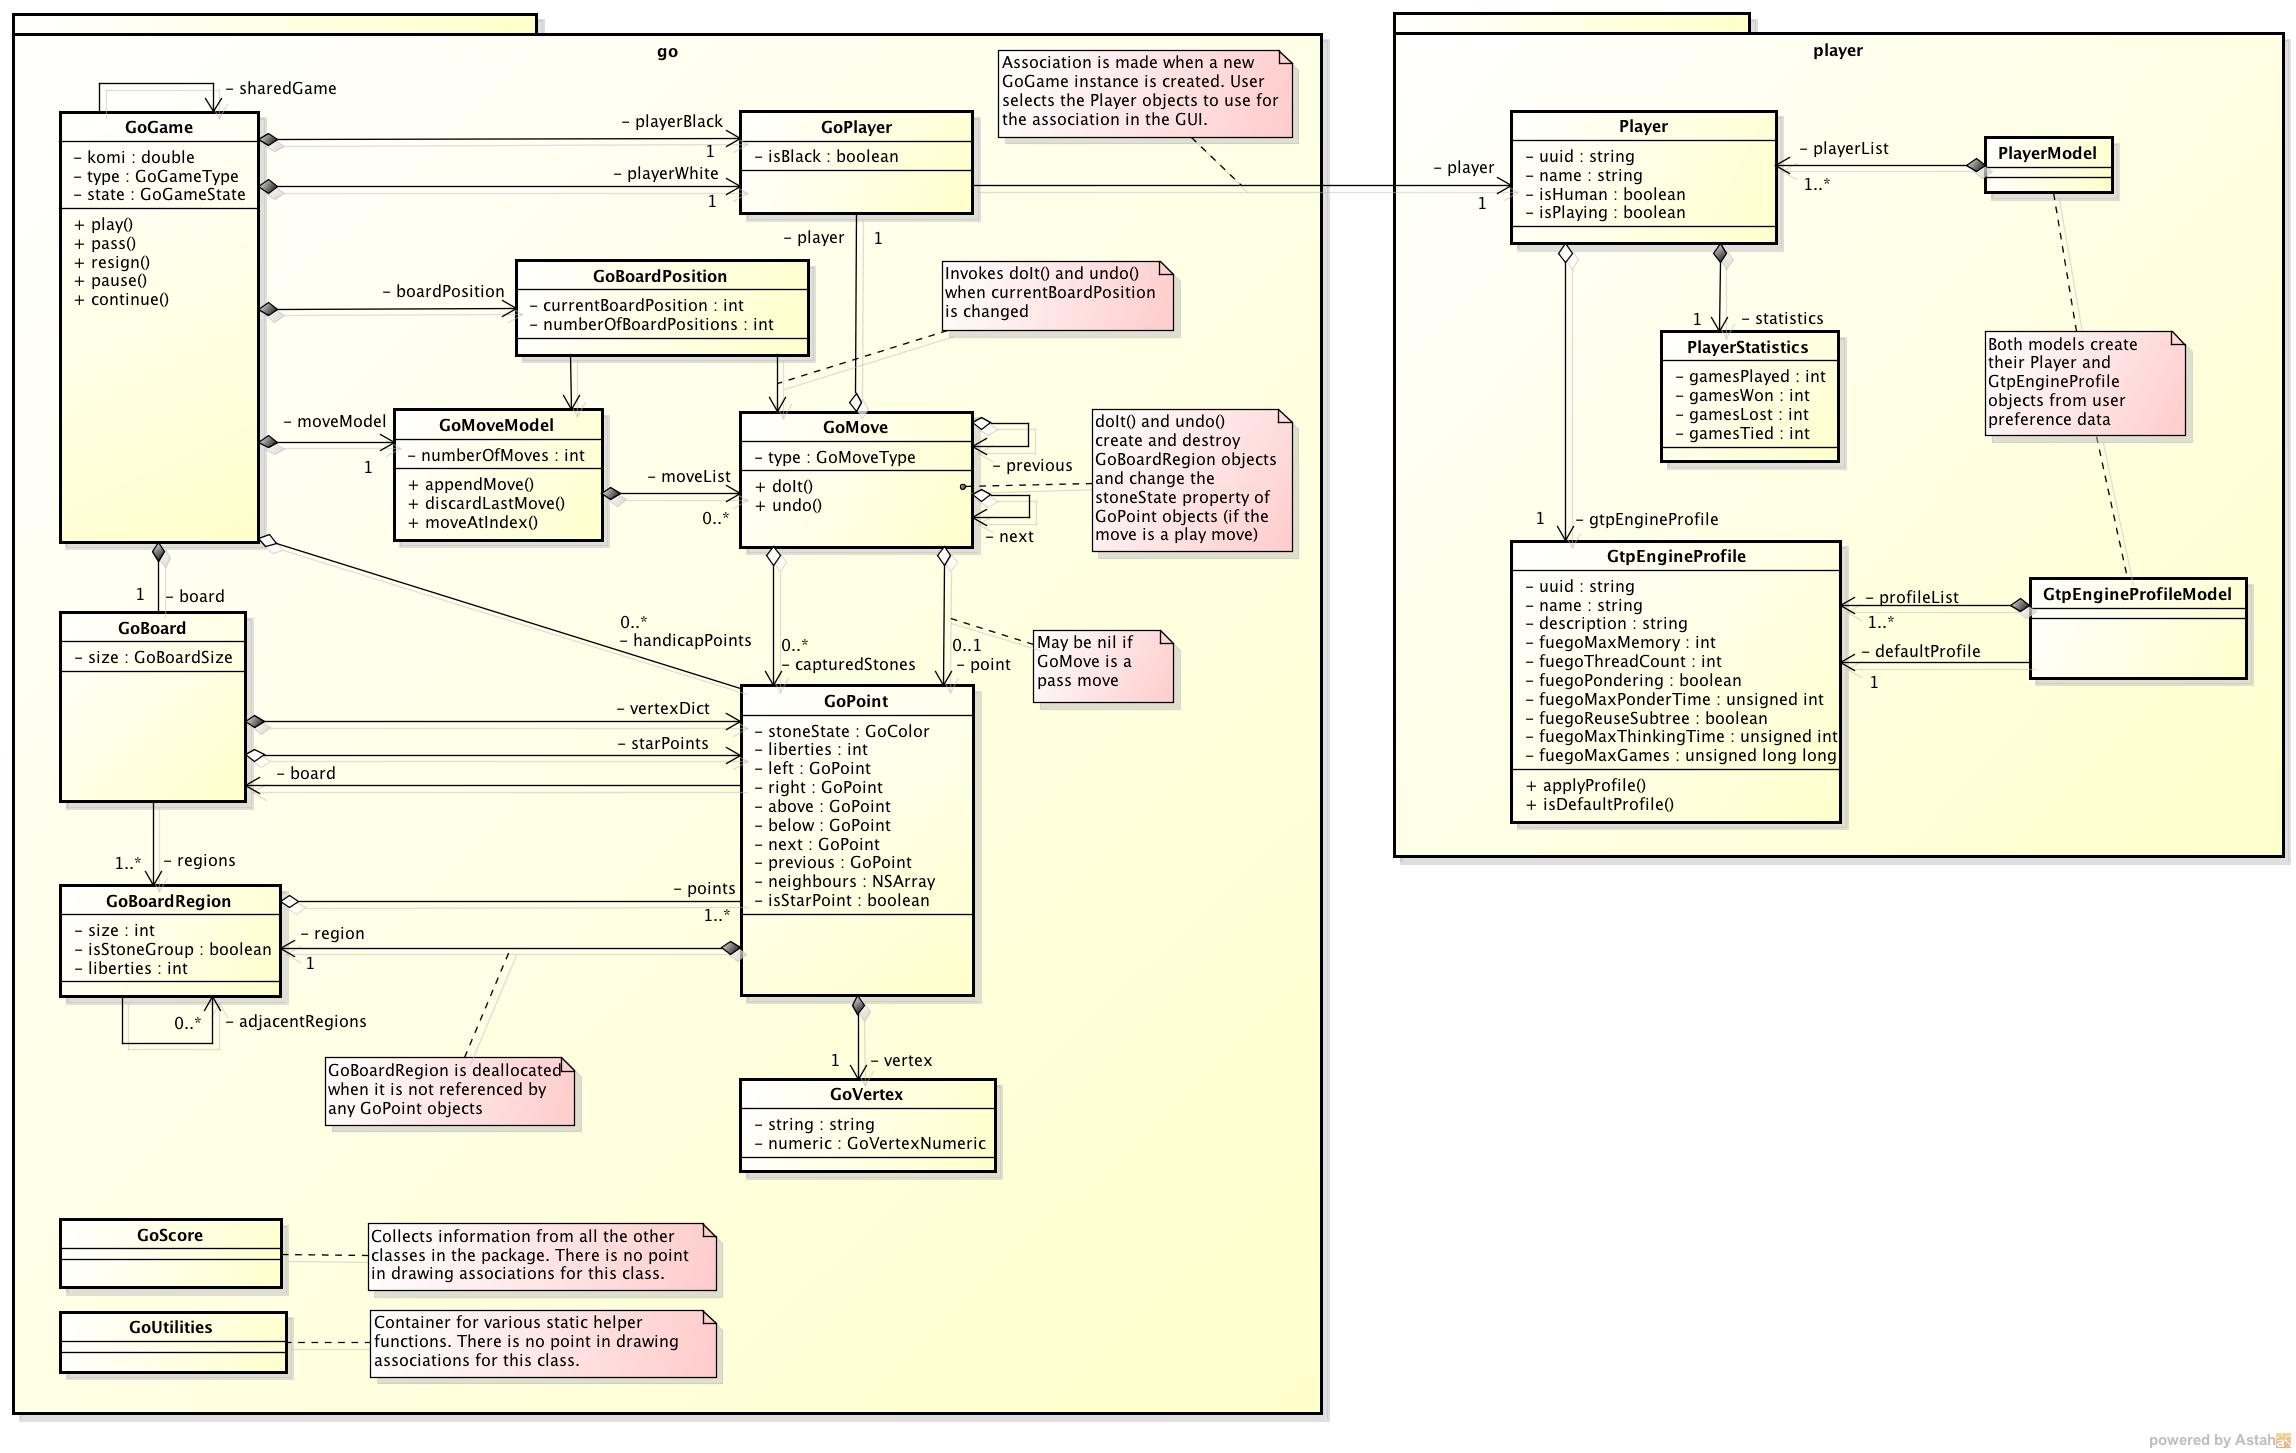 go
– sharedGame
GoGame
– komi : double
– type : GoGameType
– state : GoGameState
+ play()
+ pass()
+ resign()
+ pause()
+ continue()
– playerBlack
1
– playerWhite
1
GoPlayer
– isBlack : boolean
Association is made when a new
GoGame instance is created. User
selects the Player objects to use for
the association in the GUI.
– player
1
– player
1
– boardPosition
GoBoardPosition
– currentBoardPosition : int
– numberOfBoardPositions : int
Invokes doIt() and undo()
when currentBoardPosition
is changed
– moveModel
1
GoMoveModel
– numberOfMoves : int
+ appendMove()
+ discardLastMove()
+ moveAtIndex()
– moveList
0..*
GoMove
– type : GoMoveType
+ doIt()
+ undo()
– previous
– next
doIt() and undo()
create and destroy
GoBoardRegion objects
and change the
stoneState property of
GoPoint objects (if the
move is a play move)
1
– board
GoBoard
– size : GoBoardSize
0..*
– handicapPoints
0..*
– capturedStones
0..1
– point
May be nil if
GoMove is a
pass move
– vertexDict
– starPoints
– board
GoPoint
– stoneState : GoColor
– liberties : int
– left : GoPoint
– right : GoPoint
– above : GoPoint
– below : GoPoint
– next : GoPoint
– previous : GoPoint
– neighbours : NSArray
– isStarPoint : boolean
1..*
– regions
GoBoardRegion
– size : int
– isStoneGroup : boolean
– liberties : int
– points
1..*
– region
1
0..*
– adjacentRegions
GoBoardRegion is deallocated
when it is not referenced by
any GoPoint objects
1
– vertex
GoVertex
– string : string
– numeric : GoVertexNumeric
GoScore
Collects information from all the other
classes in the package. There is no point
in drawing associations for this class.
GoUtilities
Container for various static helper
functions. There is no point in drawing
associations for this class.
player
Player
– uuid : string
– name : string
– isHuman : boolean
– isPlaying : boolean
– playerList
1..*
PlayerModel
1
– statistics
PlayerStatistics
– gamesPlayed : int
– gamesWon : int
– gamesLost : int
– gamesTied : int
Both models create
their Player and
GtpEngineProfile
objects from user
preference data
1
– gtpEngineProfile
GtpEngineProfile
– uuid : string
– name : string
– description : string
– fuegoMaxMemory : int
– fuegoThreadCount : int
– fuegoPondering : boolean
– fuegoMaxPonderTime : unsigned int
– fuegoReuseSubtree : boolean
– fuegoMaxThinkingTime : unsigned int
– fuegoMaxGames : unsigned long long
+ applyProfile()
+ isDefaultProfile()
– profileList
1..*
– defaultProfile
1
GtpEngineProfileModel
powered by Astah